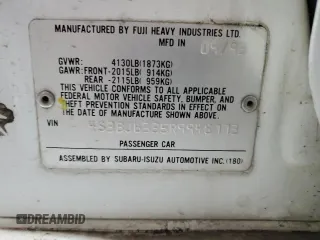 MANUFACTURED BY FUJI HEAVY INDUSTRIES LTD.
MFD IN
GVWR: 4130LB(1873KG)
GAWR:FRONT-2015LB( 914KG)
REAR -2115LB( 959KG)
THIS VEHICLE CONFORMS TO ALL APPLICABLE
FEDERAL MOTOR VEHICLE SAFETY, BUMPER, AND
THEFT PREVENTION STANDARDS IN EFFECT ON
THE DATE OF MANUFACTURE SHOWN ABOVE.
VIN
PASSENGER CAR
ASSEMBLED BY SUBARU-ISUZU AUTOMOTIVE INC.(180)
DREAMBID